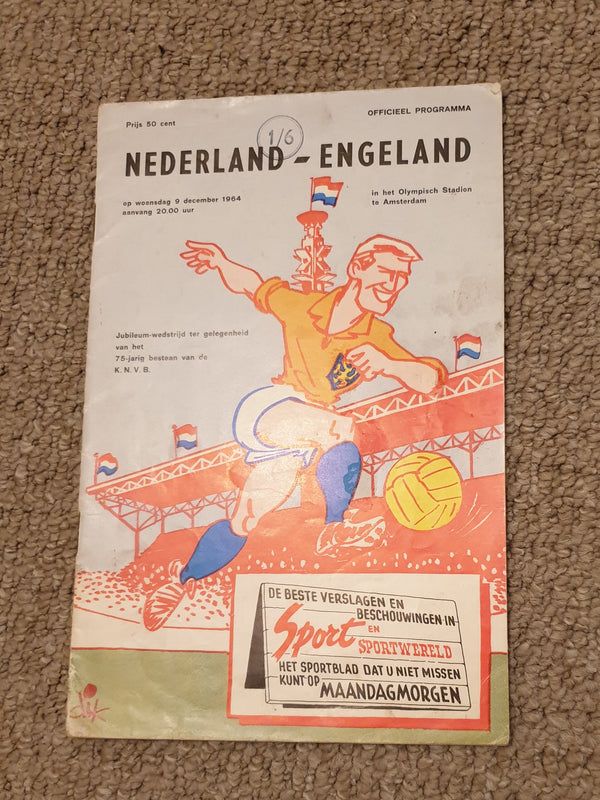 Prijs 50 cent
OFFICIEEL PROGRAMMA
1/6
NEDERLAND - ENGELAND
op woensdag 9 december 1964
aanvang 20.00 uur
in het Olympisch Stadion
te Amsterdam
Jubileum-wedstrijd ter gelegenheid
van het
75-jarig bestaan van de
K. N. V. B.
DE BESTE VERSLAGEN EN
BESCHOUWINGEN IN
Sport EN
SPORTWERELD
HET SPORTBLAD DAT U NIET MISSEN
KUNT OP MAANDAGMORGEN